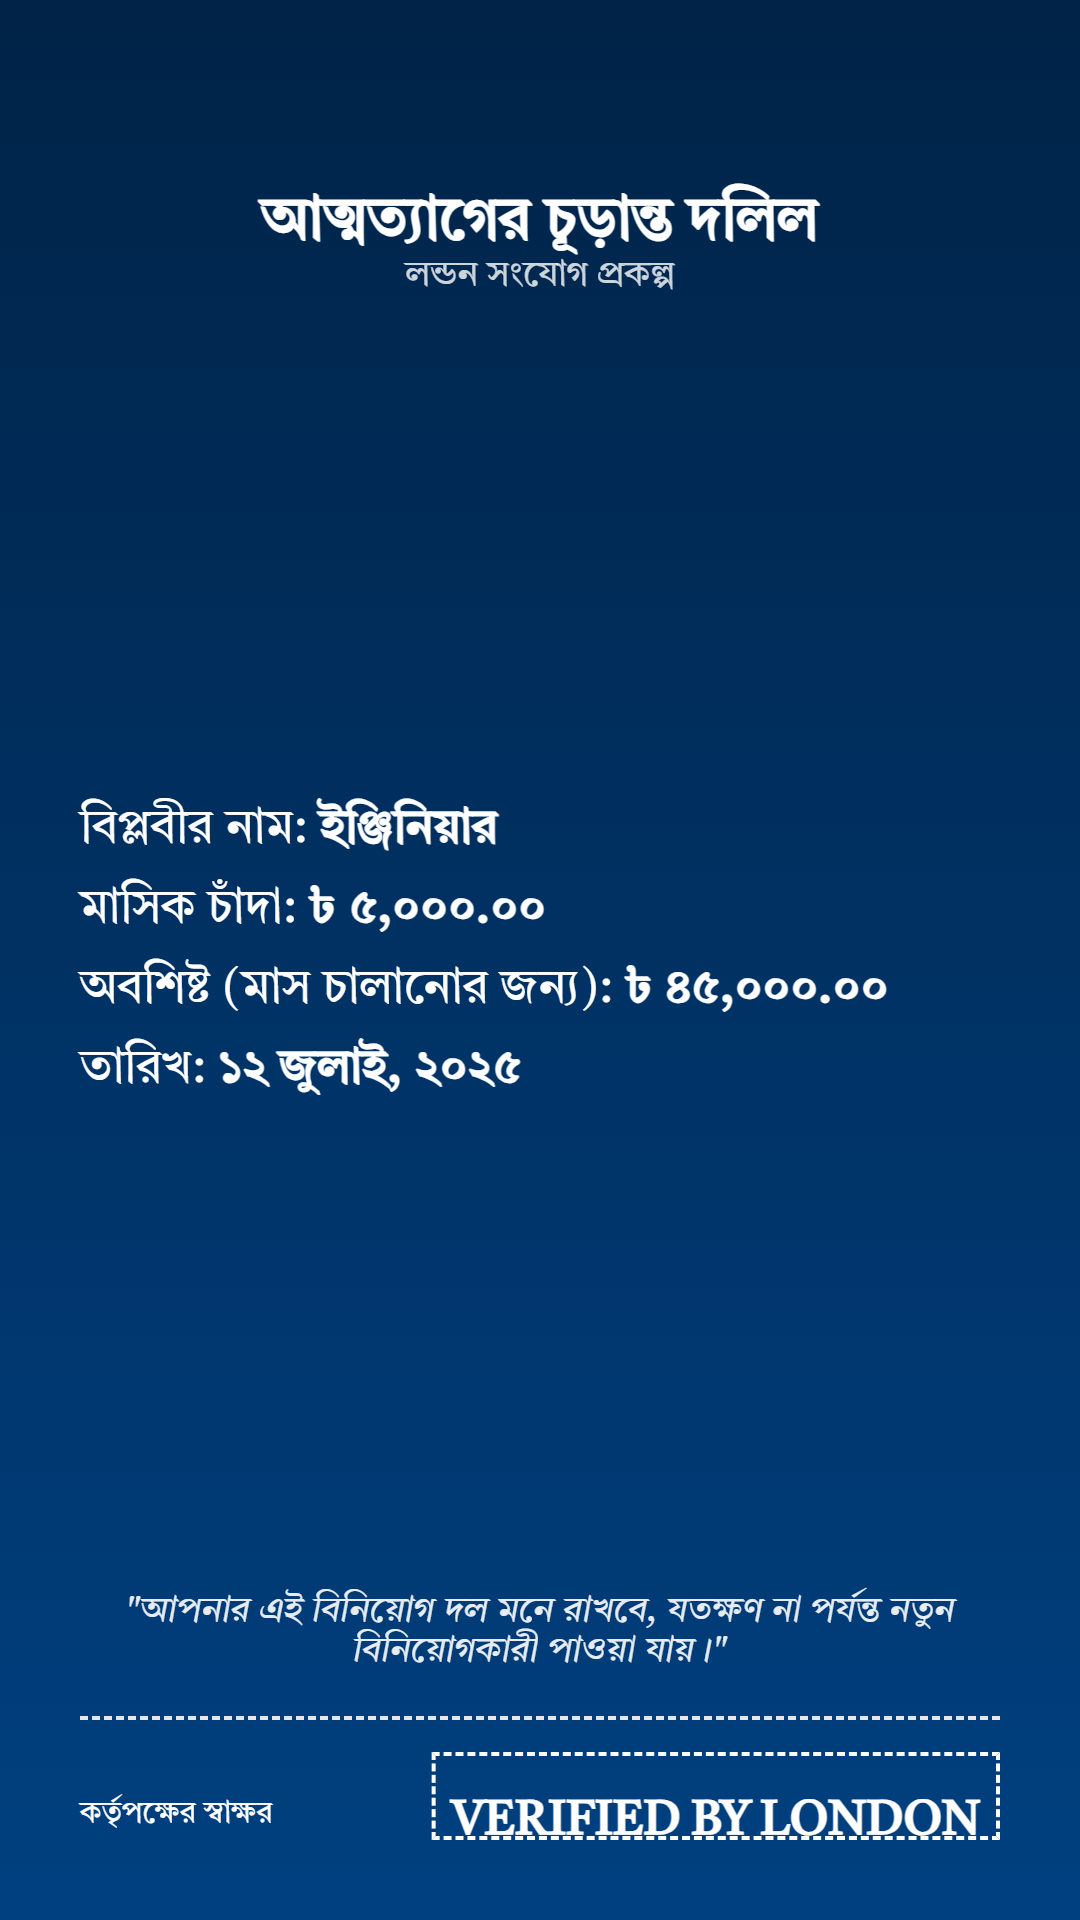 আত্মত্যাগের চূড়ান্ত দলিল
লন্ডন সংযোগ প্রকল্প
বিপ্লবীর নাম: ইঞ্জিনিয়ার
মাসিক চাঁদা: ৳ ৫,০০০.০০
অবশিষ্ট (মাস চালানোর জন্য): ৳ ৪৫,০০০.০০
তারিখ: ১২ জুলাই, ২০২৫
"আপনার এই বিনিয়োগ দল মনে রাখবে, যতক্ষণ না পর্যন্ত নতুন
বিনিয়োগকারী পাওয়া যায়।"
কর্তৃপক্ষের স্বাক্ষর
VERIFIED BY LONDON